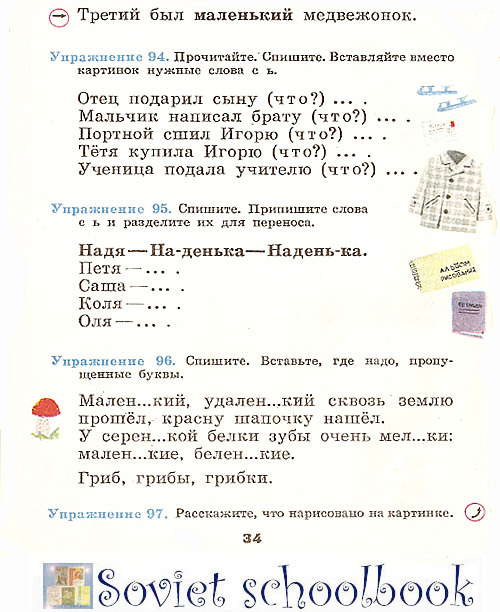 Третий был маленький медвежонок.
Упражнение 94. Прочитайте. Спишите. Вставляйте вместо
картинок нужные слова с ь.
Отец подарил сыну (что?) ... .
Мальчик написал брату (что?) ... .
Портной сшил Игорю (что?) ... .
Тётя купила Игорю (что?) ... .
Ученица подала учителю (что?) ... .
АЛЬБОМ
РИСОВАНИЯ
Упражнение 95. Спишите. Припишите слова
с ь и разделите их для переноса.
Надя — На-денька — Надень-ка.
Петя — ... .
Саша — ... .
Коля — ... .
Оля — ... .
Упражнение 96. Спишите. Вставьте, где надо, пропу-
щенные буквы.
Мален...кий, удален...кий сквозь землю
прошёл, красну шапочку нашёл.
У серен...кой белки зубы очень мел...ки:
мален...кие, белен...кие.
Гриб, грибы, грибки.
Упражнение 97. Расскажите, что нарисовано на картинке.
34
Soviet schoolbook